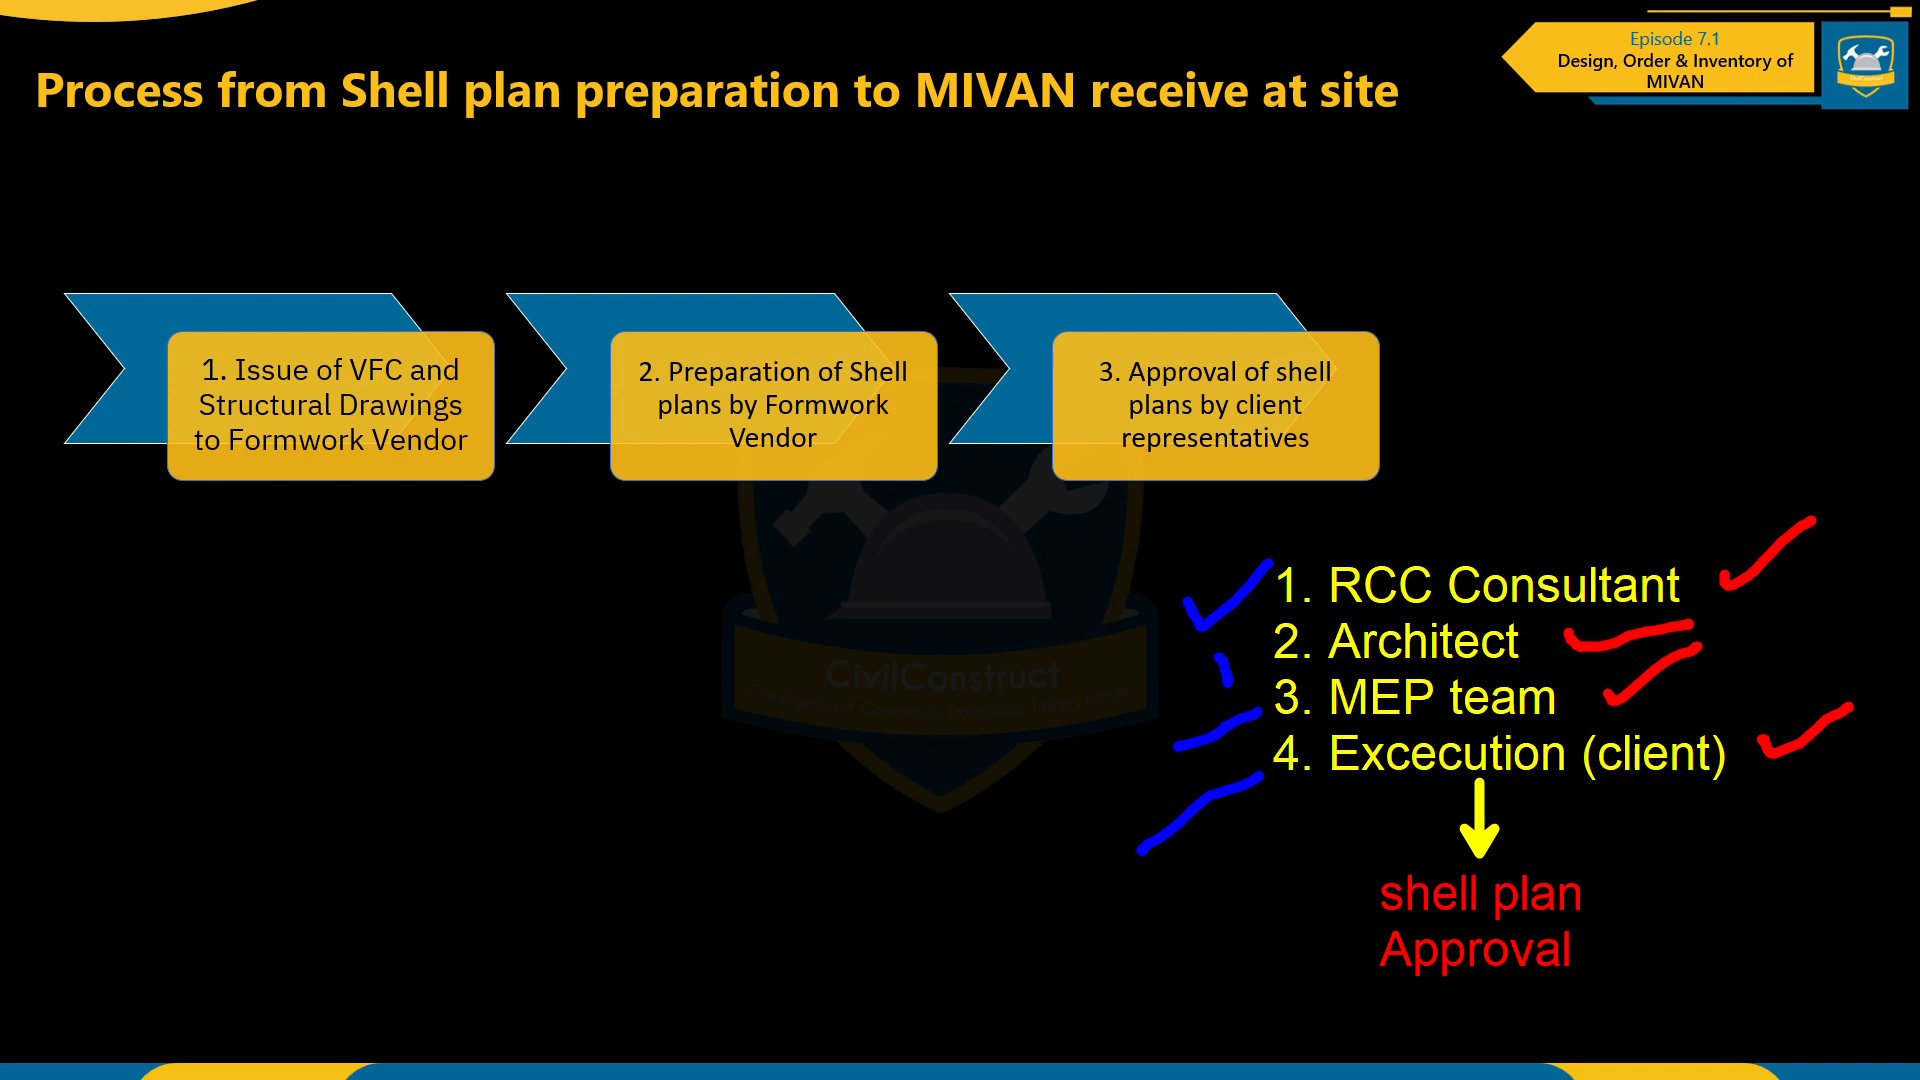 Episode 7.1
Design, Order & Inventory of
MIVAN
Process from Shell plan preparation to MIVAN receive at site
1. Issue of VFC and
Structural Drawings
to Formwork Vendor
2. Preparation of Shell
plans by Formwork
Vendor
3. Approval of shell
plans by client
representatives
1. RCC Consultant
2. Architect
3. MEP team
4. Excecution (client)
shell plan
Approval
CivilConstruct